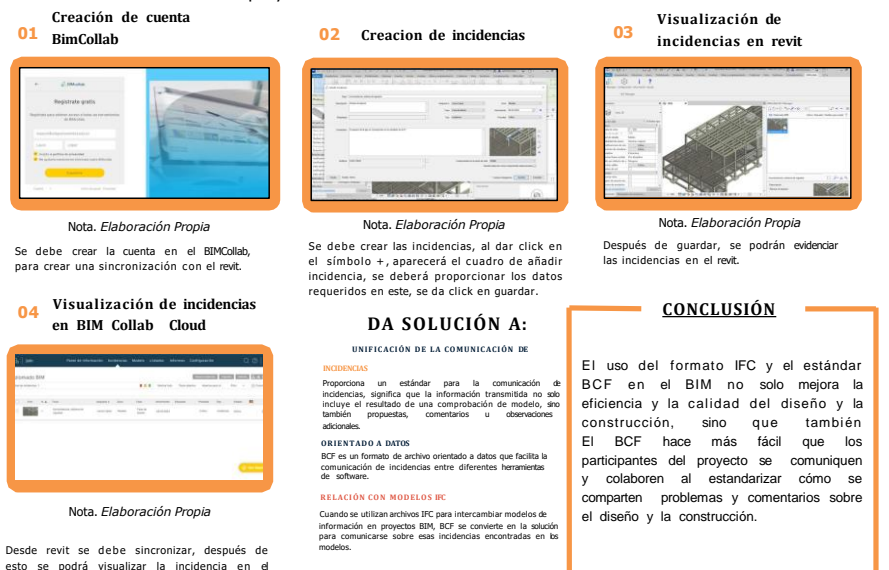 01
Creación de cuenta
BimCollab
Nota. Elaboración Propia
Se debe crear la cuenta en el BIMCollab,
para crear una sincronización con el revit.
02
Creacion de incidencias
Nota. Elaboración Propia
Se debe crear las incidencias, al dar click en
el símbolo +, aparecerá el cuadro de añadir
incidencia, se deberá proporcionar los datos
requeridos en este, se da click en guardar.
03
Visualización de
incidencias en revit
Nota. Elaboración Propia
Después de guardar, se podrán evidenciar
las incidencias en el revit.
04
Visualización de incidencias
en BIM Collab Cloud
Nota. Elaboración Propia
Desde revit se debe sincronizar, después de
esto se podrá visualizar la incidencia en el
DA SOLUCIÓN A:
UNIFICACIÓN DE LA COMUNICACIÓN DE
INCIDENCIAS
Proporciona un estándar para la comunicación de
incidencias, significa que la información transmitida no solo
incluye el resultado de una comprobación de modelo, sino
también propuestas, comentarios u observaciones
adicionales.
ORIENTADO A DATOS
BCF es un formato de archivo orientado a datos que facilita la
comunicación de incidencias entre diferentes herramientas
de software.
RELACIÓN CON MODELOS IFC
Cuando se utilizan archivos IFC para intercambiar modelos de
información en proyectos BIM, BCF se convierte en la solución
para comunicarse sobre esas incidencias encontradas en los
modelos.
CONCLUSIÓN
El uso del formato IFC y el estándar
BCF en el BIM no solo mejora la
eficiencia y la calidad del diseño y la
construcción, sino que también
El BCF hace más fácil que los
participantes del proyecto se comuniquen
y colaboren al estandarizar cómo se
comparten problemas y comentarios sobre
el diseño y la construcción.
Regístrate gratis